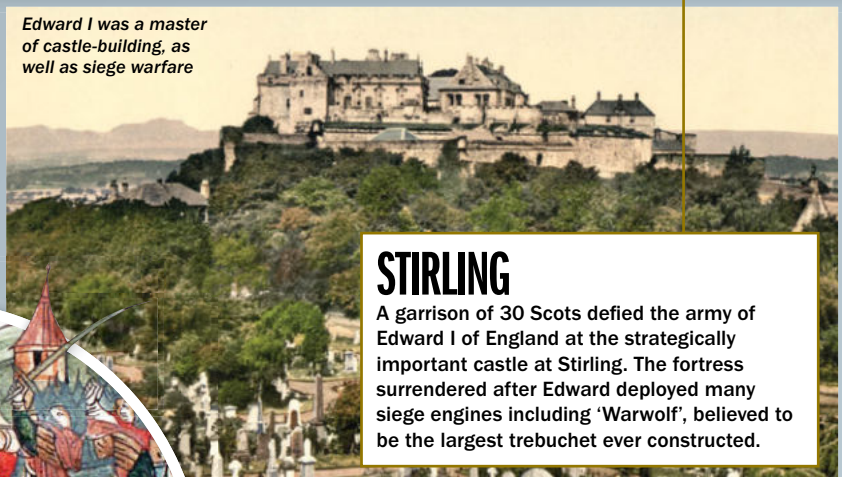 Edward I was a master
of castle-building, as
well as siege warfare
STIRLING
A garrison of 30 Scots defied the army of
Edward I of England at the strategically
important castle at Stirling. The fortress
surrendered after Edward deployed many
siege engines including ‘Warwolf’, believed to
be the largest trebuchet ever constructed.